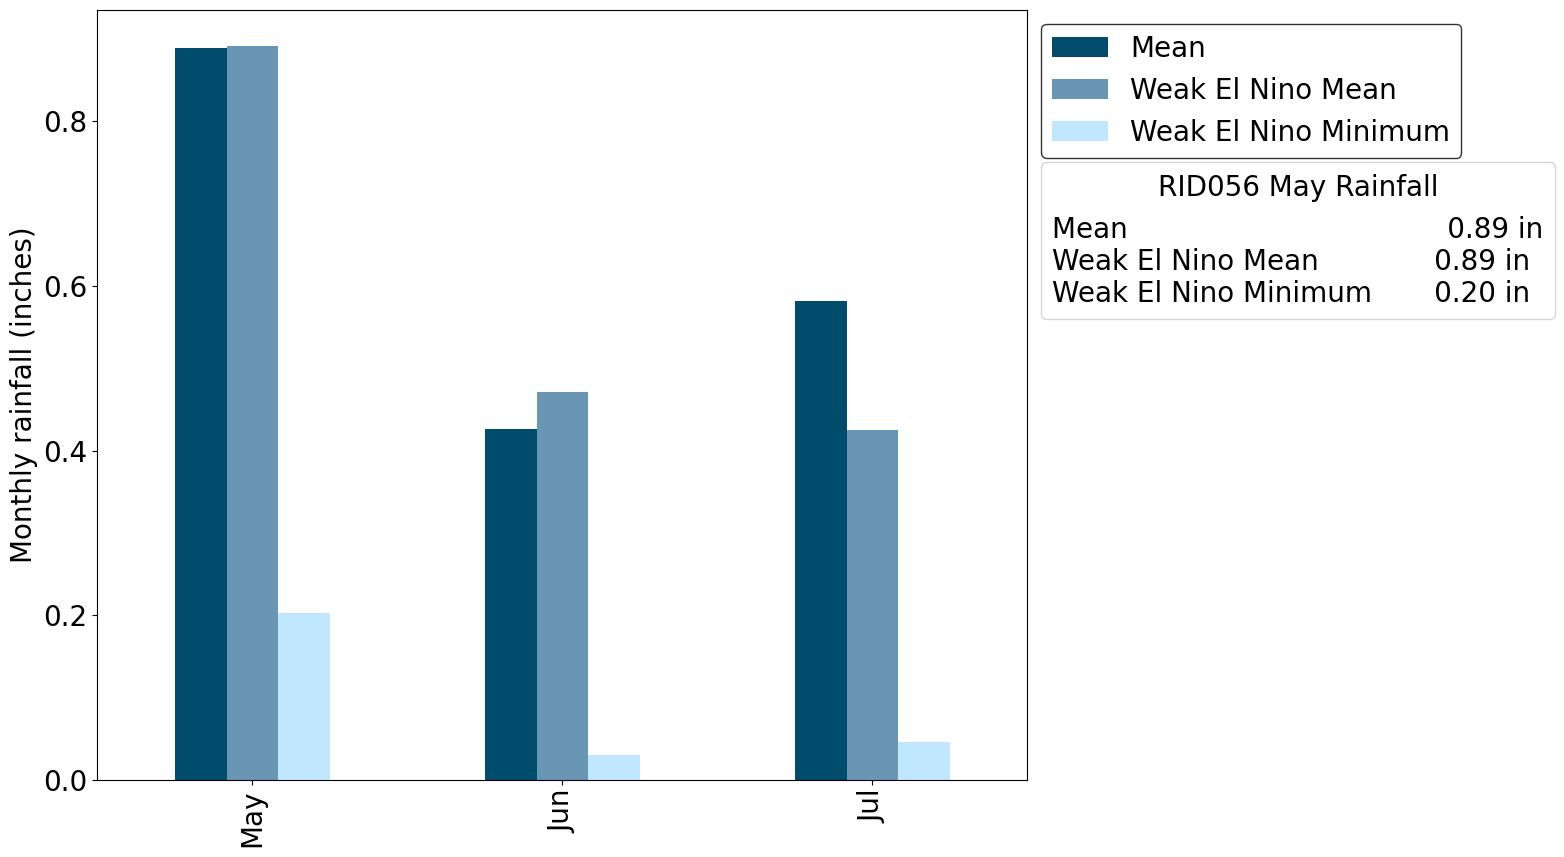 Monthly rainfall (inches)
0.8
0.6
0.4
0.2
0.0
May
Jun
Jul
Mean
Weak El Nino Mean
Weak El Nino Minimum
RID056 May Rainfall
Mean 0.89 in
Weak El Nino Mean 0.89 in
Weak El Nino Minimum 0.20 in